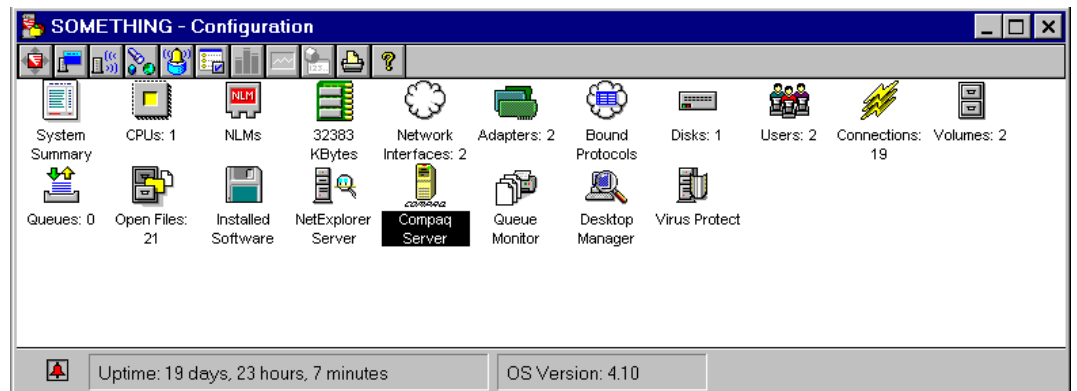 SOMETHING - Configuration
?
System Summary
CPUs: 1
NLM
NLMs
32383 KBytes
Network Interfaces: 2
Adapters: 2
Bound Protocols
Disks: 1
Users: 2
Connections: 19
Volumes: 2
Queues: 0
Open Files: 21
Installed Software
NetExplorer Server
COMPAQ
Compaq Server
Queue Monitor
Desktop Manager
Virus Protect
Uptime: 19 days, 23 hours, 7 minutes
OS Version: 4.10